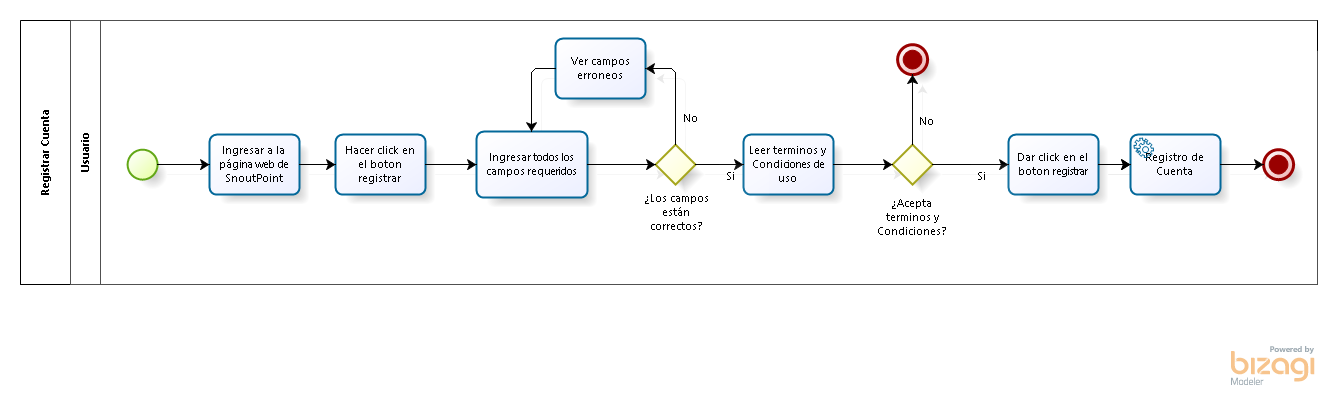 Registrar Cuenta
Usuario
Ingresar a la
página web de
SnoutPoint
Hacer click en
el boton
registrar
Ingresar todos los
campos requeridos
Ver campos
erroneos
No
¿Los campos
están
correctos?
Si
Leer terminos y
Condiciones de
uso
No
¿Acepta
terminos y
Condiciones?
Si
Dar click en el
boton registrar
Registro de
Cuenta
Powered by
bizagi
Modeler